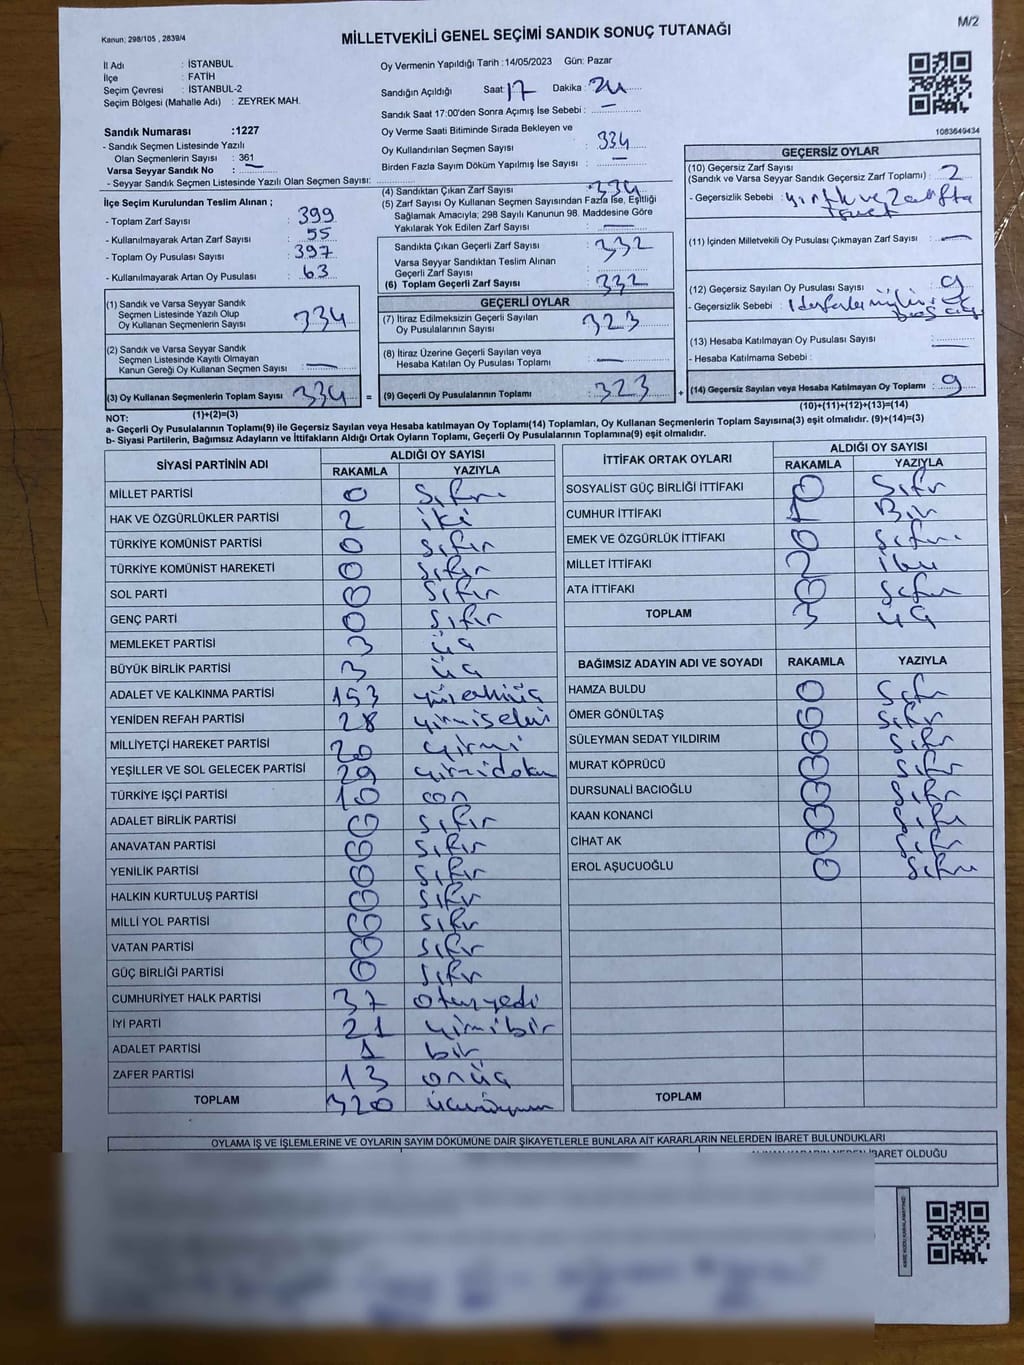 Kanun: 298/105 , 2839/4
M/2
MİLLETVEKİLİ GENEL SEÇİMİ SANDIK SONUÇ TUTANAĞI
İl Adı : İSTANBUL
İlçe : FATİH
Seçim Çevresi : İSTANBUL-2
Seçim Bölgesi (Mahalle Adı) : ZEYREK MAH.
Sandık Numarası :1227
- Sandık Seçmen Listesinde Yazılı
Olan Seçmenlerin Sayısı : 361
Varsa Seyyar Sandık No : —
- Seyyar Sandık Seçmen Listesinde Yazılı Olan Seçmen Sayısı:
İlçe Seçim Kurulundan Teslim Alınan ;
- Toplam Zarf Sayısı : 399
- Kullanılmayarak Artan Zarf Sayısı : 55
- Toplam Oy Pusulası Sayısı : 397
- Kullanılmayarak Artan Oy Pusulası : 63
(1) Sandık ve Varsa Seyyar Sandık
Seçmen Listesinde Yazılı Olup
Oy Kullanan Seçmenlerin Sayısı : 334
(2) Sandık ve Varsa Seyyar Sandık
Seçmen Listesinde Kayıtlı Olmayan
Kanun Gereği Oy Kullanan Seçmen Sayısı : —
(3) Oy Kullanan Seçmenlerin Toplam Sayısı : 334
(1)+(2)=(3)
Oy Vermenin Yapıldığı Tarih :14/05/2023 Gün: Pazar
Sandığın Açıldığı Saat 17 Dakika :
Sandık Saat 17:00'den Sonra Açımış İse Sebebi : —
Oy Verme Saati Bitiminde Sırada Bekleyen ve
Oy Kullandırılan Seçmen Sayısı : 334
Birden Fazla Sayım Döküm Yapılmış İse Sayısı : —
(4) Sandıktan Çıkan Zarf Sayısı : 334
(5) Zarf Sayısı Oy Kullanan Seçmen Sayısından Fazla İse, Eşitliği
Sağlamak Amacıyla; 298 Sayılı Kanunun 98. Maddesine Göre
Yakılarak Yok Edilen Zarf Sayısı : —
Sandıkta Çıkan Geçerli Zarf Sayısı : 332
Varsa Seyyar Sandıktan Teslim Alınan
Geçerli Zarf Sayısı :
(6) Toplam Geçerli Zarf Sayısı : 332
GEÇERLİ OYLAR
(7) İtiraz Edilmeksizin Geçerli Sayılan
Oy Pusulalarının Sayısı : 323
(8) İtiraz Üzerine Geçerli Sayılan veya
Hesaba Katılan Oy Pusulası Toplamı : —
= (9) Geçerli Oy Pusulalarının Toplamı : 323 +
1083649434
GEÇERSİZ OYLAR
(10) Geçersiz Zarf Sayısı
(Sandık ve Varsa Seyyar Sandık Geçersiz Zarf Toplamı) : 2
- Geçersizlik Sebebi :
(11) İçinden Milletvekili Oy Pusulası Çıkmayan Zarf Sayısı : —
(12) Geçersiz Sayılan Oy Pusulası Sayısı : 9
- Geçersizlik Sebebi :
(13) Hesaba Katılmayan Oy Pusulası Sayısı : —
- Hesaba Katılmama Sebebi :
(14) Geçersiz Sayılan veya Hesaba Katılmayan Oy Toplamı : 9
(10)+(11)+(12)+(13)=(14)
NOT:
a- Geçerli Oy Pusulalarının Toplamı(9) ile Geçersiz Sayılan veya Hesaba katılmayan Oy Toplamı(14) Toplamları, Oy Kullanan Seçmenlerin Toplam Sayısına(3) eşit olmalıdır. (9)+(14)=(3)
b- Siyasi Partilerin, Bağımsız Adayların ve İttifakların Aldığı Ortak Oyların Toplamı, Geçerli Oy Pusulalarının Toplamına(9) eşit olmalıdır.
SİYASİ PARTİNİN ADI
ALDIĞI OY SAYISI
RAKAMLA YAZIYLA
MİLLET PARTİSİ 0 Sıfır
HAK VE ÖZGÜRLÜKLER PARTİSİ 2 iki
TÜRKİYE KOMÜNİST PARTİSİ 0 sıfır
TÜRKİYE KOMÜNİST HAREKETİ 0 sıfır
SOL PARTİ 0 Sıfır
GENÇ PARTİ 0 sıfır
MEMLEKET PARTİSİ 3 üç
BÜYÜK BİRLİK PARTİSİ 3 üç
ADALET VE KALKINMA PARTİSİ 153
YENİDEN REFAH PARTİSİ 28 yirmisekiz
MİLLİYETÇİ HAREKET PARTİSİ 20 yirmi
YEŞİLLER VE SOL GELECEK PARTİSİ 29 yirmidoku
TÜRKİYE İŞÇİ PARTİSİ 10 on
ADALET BİRLİK PARTİSİ 0 sıfır
ANAVATAN PARTİSİ 0 sıfır
YENİLİK PARTİSİ 0 sıfır
HALKIN KURTULUŞ PARTİSİ 0 sıfır
MİLLİ YOL PARTİSİ 0 sıfır
VATAN PARTİSİ 0 sıfır
GÜÇ BİRLİĞİ PARTİSİ 0 sıfır
CUMHURİYET HALK PARTİSİ 37 otuzyedi
İYİ PARTİ 21 yirmibir
ADALET PARTİSİ 1 bir
ZAFER PARTİSİ 13 onüç
TOPLAM 320
İTTİFAK ORTAK OYLARI
ALDIĞI OY SAYISI
RAKAMLA YAZIYLA
SOSYALİST GÜÇ BİRLİĞİ İTTİFAKI 0 Sıfır
CUMHUR İTTİFAKI 1 Bir
EMEK VE ÖZGÜRLÜK İTTİFAKI 0 sıfır
MİLLET İTTİFAKI 2 iki
ATA İTTİFAKI 0 sıfır
TOPLAM 3 üç
BAĞIMSIZ ADAYIN ADI VE SOYADI RAKAMLA YAZIYLA
HAMZA BULDU 0 Sıfır
ÖMER GÖNÜLTAŞ 0 sıfır
SÜLEYMAN SEDAT YILDIRIM 0 sıfır
MURAT KÖPRÜCÜ 0 sıfır
DURSUNALİ BACIOĞLU 0 sıfır
KAAN KONANCİ 0 sıfır
CİHAT AK 0 sıfır
EROL AŞUCUOĞLU 0 sıfır
TOPLAM
OYLAMA İŞ VE İŞLEMLERİNE VE OYLARIN SAYIM DÖKÜMÜNE DAİR ŞİKAYETLERLE BUNLARA AİT KARARLARIN NELERDEN İBARET BULUNDUKLARI
İBARET OLDUĞU